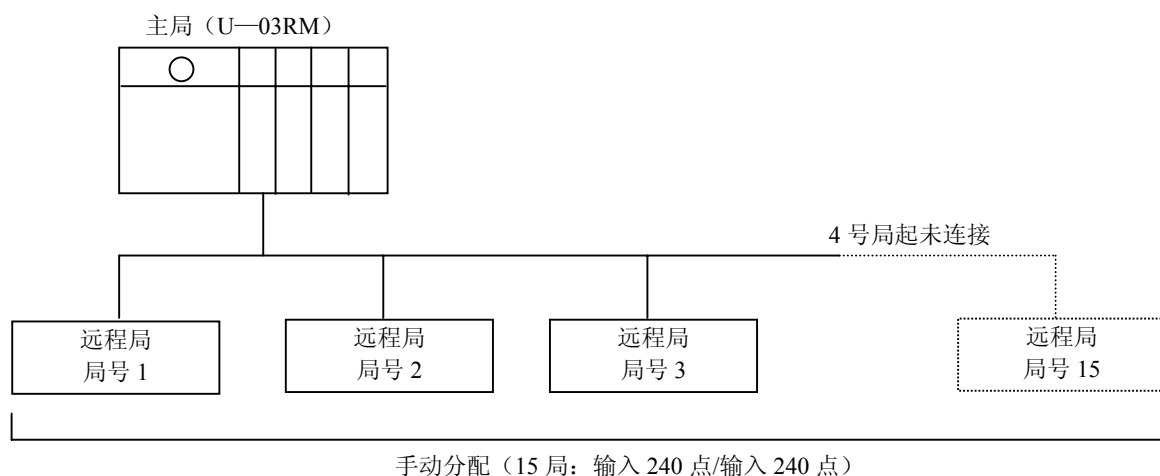 主局（U—03RM）
4 号局起未连接
远程局
局号 1
远程局
局号 2
远程局
局号 3
远程局
局号 15
手动分配（15 局：输入 240 点/输入 240 点）